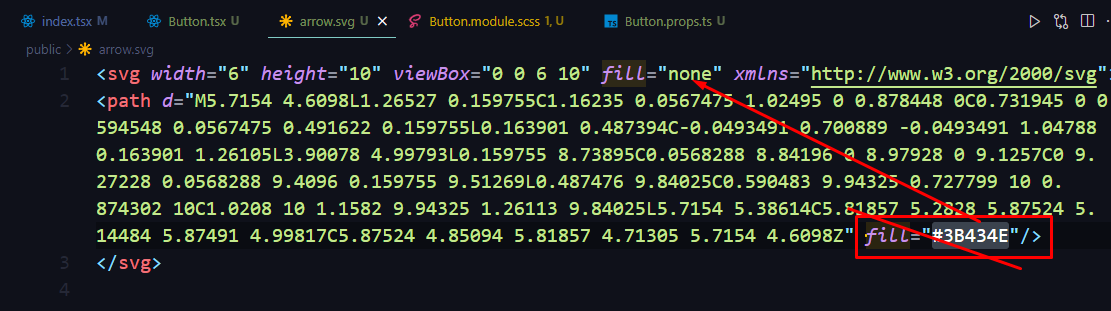 index.tsx M Button.tsx U arrow.svg U Button.module.scss 1, U TS Button.props.ts U
public > arrow.svg
1 <svg width="6" height="10" viewBox="0 0 6 10" fill="none" xmlns="http://www.w3.org/2000/svg"
2 <path d="M5.7154 4.6098L1.26527 0.159755C1.16235 0.0567475 1.02495 0 0.878448 0C0.731945 0 0
594548 0.0567475 0.491622 0.159755L0.163901 0.487394C-0.0493491 0.700889 -0.0493491 1.04788
0.163901 1.26105L3.90078 4.99793L0.159755 8.73895C0.0568288 8.84196 0 8.97928 0 9.1257C0 9.
27228 0.0568288 9.4096 0.159755 9.51269L0.487476 9.84025C0.590483 9.94325 0.727799 10 0.
874302 10C1.0208 10 1.1582 9.94325 1.26113 9.84025L5.7154 5.38614C5.81857 5.2828 5.87524 5.
14484 5.87491 4.99817C5.87524 4.85094 5.81857 4.71305 5.7154 4.6098Z" fill="#3B434E"/>
3 </svg>
4